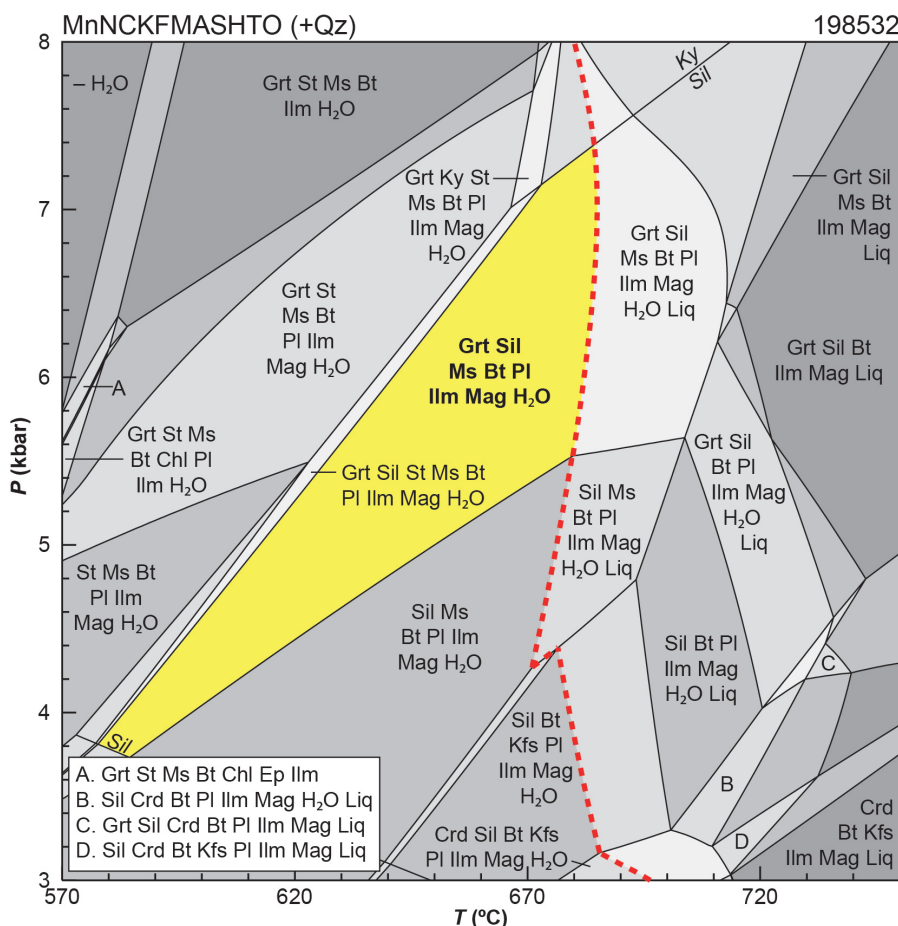 MnNCKFMASHTO (+Qz)
198532
8
7
6
5
4
3
P (kbar)
570
620
670
720
T (ºC)
– H₂O
Grt St Ms Bt
Ilm H₂O
Ky
Sil
Grt Ky St
Ms Bt Pl
Ilm Mag
H₂O
Grt Sil
Ms Bt
Ilm Mag
Liq
Grt Sil
Ms Bt Pl
Ilm Mag
H₂O Liq
Grt St
Ms Bt
Pl Ilm
Mag H₂O
Grt Sil
Ms Bt Pl
Ilm Mag H₂O
Grt Sil Bt
Ilm Mag Liq
A
Grt St Ms
Bt Chl Pl
Ilm H₂O
Grt Sil St Ms Bt
Pl Ilm Mag H₂O
Grt Sil
Bt Pl
Ilm Mag
H₂O
Liq
Sil Ms
Bt Pl
Ilm Mag
H₂O Liq
St Ms Bt
Pl Ilm
Mag H₂O
Sil Ms
Bt Pl Ilm
Mag H₂O
Sil Bt Pl
Ilm Mag
H₂O Liq
C
Sil
Sil Bt
Kfs Pl
Ilm Mag
H₂O
B
D
Crd Sil Bt Kfs
Pl Ilm Mag H₂O
Crd
Bt Kfs
Ilm Mag Liq
A. Grt St Ms Bt Chl Ep Ilm
B. Sil Crd Bt Pl Ilm Mag H₂O Liq
C. Grt Sil Crd Bt Pl Ilm Mag Liq
D. Sil Crd Bt Kfs Pl Ilm Mag Liq